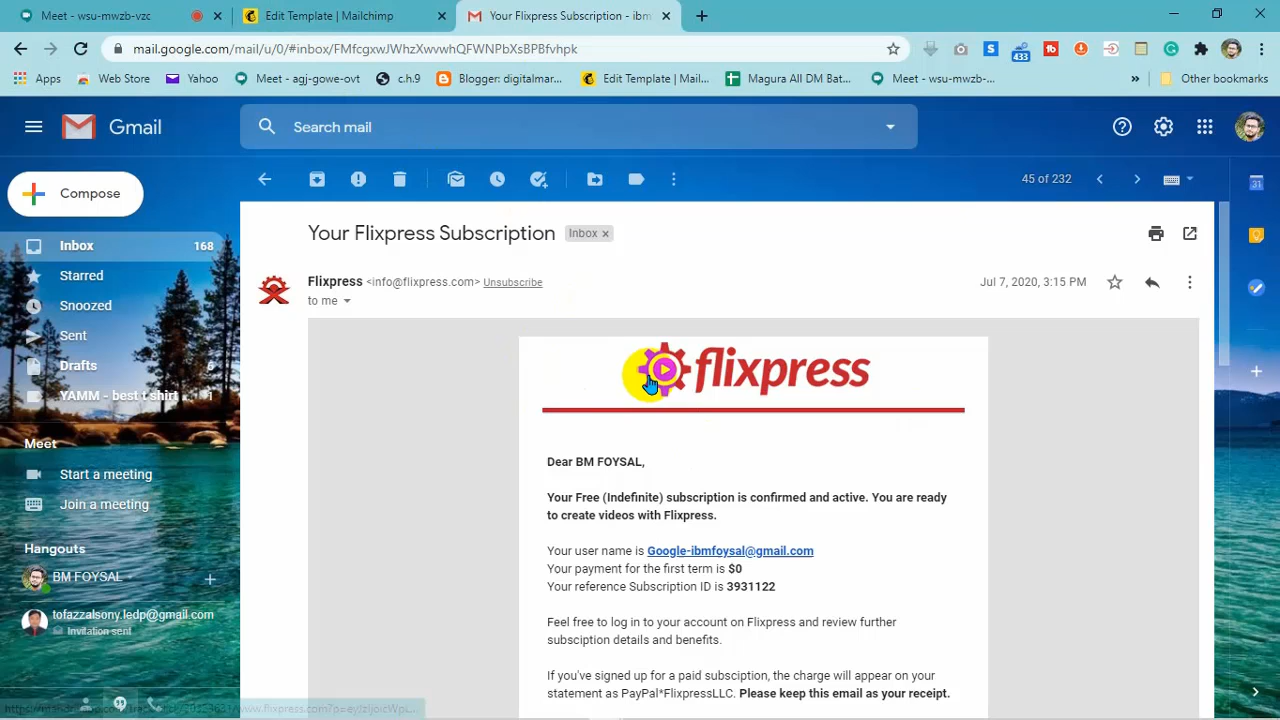 Meet - wsu-mwzb-vzc
Edit Template | Mailchimp
Your Flixpress Subscription - ibm
mail.google.com/mail/u/0/#inbox/FMfcgxwJWhzXwvwhQFWNPbXsBPBfvhpk
433
Apps
Web Store
Yahoo
Meet - agj-gowe-ovt
c.h.9
Blogger: digitalmar...
Edit Template | Mail...
Magura All DM Bat...
Meet - wsu-mwzb-...
Other bookmarks
Gmail
Search mail
Compose
45 of 232
Inbox 168
Starred
Snoozed
Sent
Drafts 6
YAMM - best t shirt ... 1
Meet
Start a meeting
Join a meeting
Hangouts
BM FOYSAL
tofazzalsony.ledp@gmail.com
Invitation sent
Your Flixpress Subscription Inbox x
Flixpress <info@flixpress.com> Unsubscribe
Jul 7, 2020, 3:15 PM
to me
flixpress
Dear BM FOYSAL,
Your Free (Indefinite) subscription is confirmed and active. You are ready
to create videos with Flixpress.
Your user name is Google-ibmfoysal@gmail.com
Your payment for the first term is $0
Your reference Subscription ID is 3931122
Feel free to log in to your account on Flixpress and review further
subsciption details and benefits.
If you've signed up for a paid subsciption, the charge will appear on your
statement as PayPal*FlixpressLLC. Please keep this email as your receipt.
31